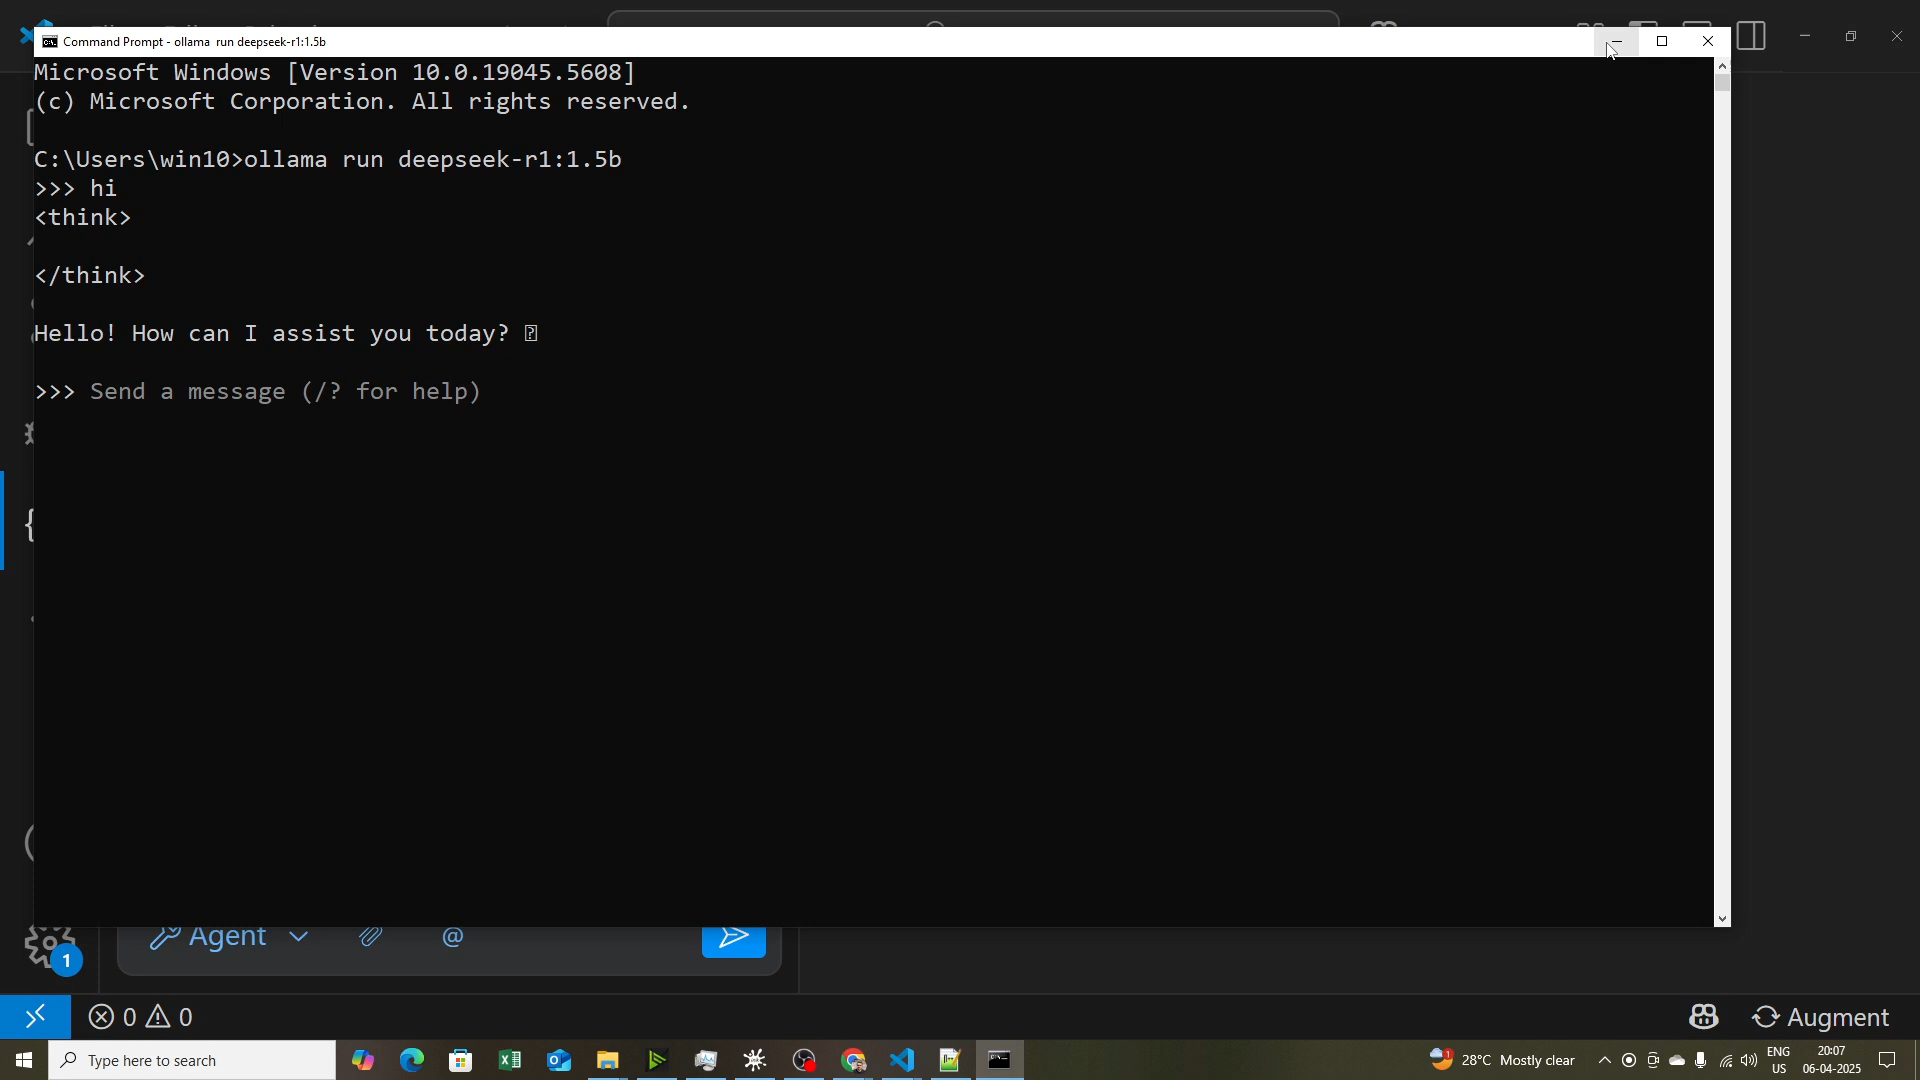 Command Prompt - ollama run deepseek-r1:1.5b
Microsoft Windows [Version 10.0.19045.5608]
(c) Microsoft Corporation. All rights reserved.
C:\Users\win10>ollama run deepseek-r1:1.5b
>>> hi
<think>
</think>
Hello! How can I assist you today?
>>> Send a message (/? for help)
Agent
@
1
0 0
Augment
Type here to search
1
28°C Mostly clear
ENG
US
20:07
06-04-2025